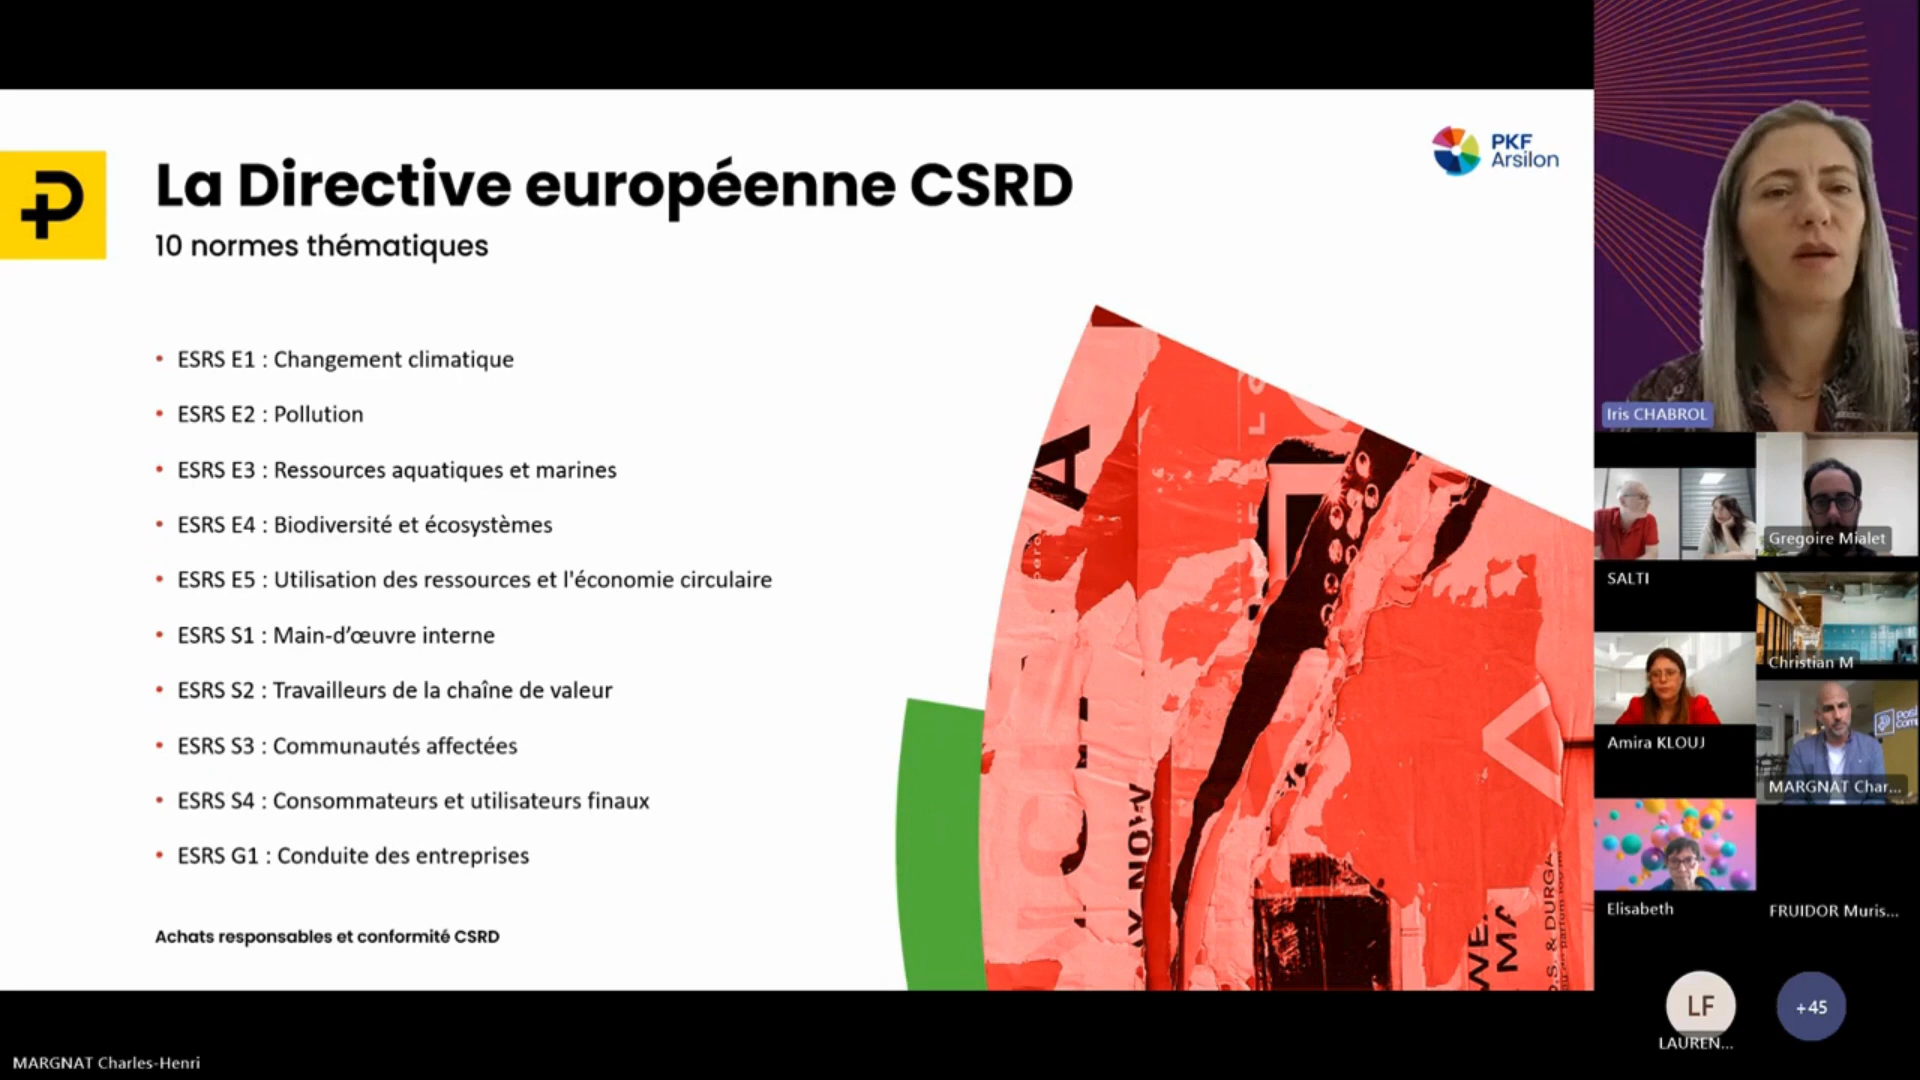 La Directive européenne CSRD
10 normes thématiques
PKF
Arsilon
• ESRS E1 : Changement climatique
• ESRS E2 : Pollution
• ESRS E3 : Ressources aquatiques et marines
• ESRS E4 : Biodiversité et écosystèmes
• ESRS E5 : Utilisation des ressources et l'économie circulaire
• ESRS S1 : Main-d’œuvre interne
• ESRS S2 : Travailleurs de la chaîne de valeur
• ESRS S3 : Communautés affectées
• ESRS S4 : Consommateurs et utilisateurs finaux
• ESRS G1 : Conduite des entreprises
Achats responsables et conformité CSRD
MARGNAT Charles-Henri
Iris CHABROL
Gregoire Mialet
SALTI
Christian M
Amira KLOUJ
MARGNAT Char...
Elisabeth
FRUIDOR Muris...
LF
LAUREN...
+45